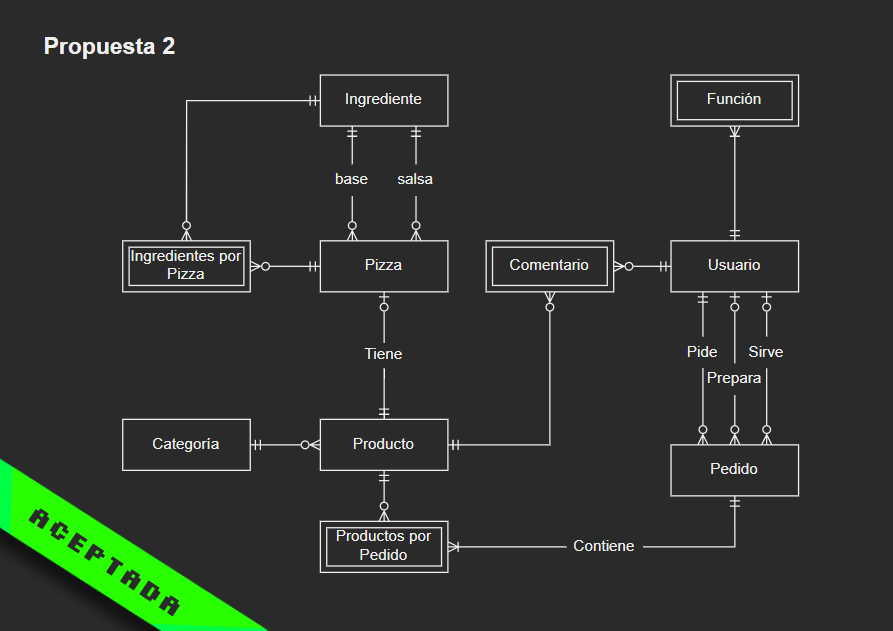 Propuesta 2
Ingrediente
Función
base
salsa
Ingredientes por
Pizza
Pizza
Comentario
Usuario
Tiene
Pide
Sirve
Prepara
Categoría
Producto
Pedido
Productos por
Pedido
Contiene
ACEPTADA